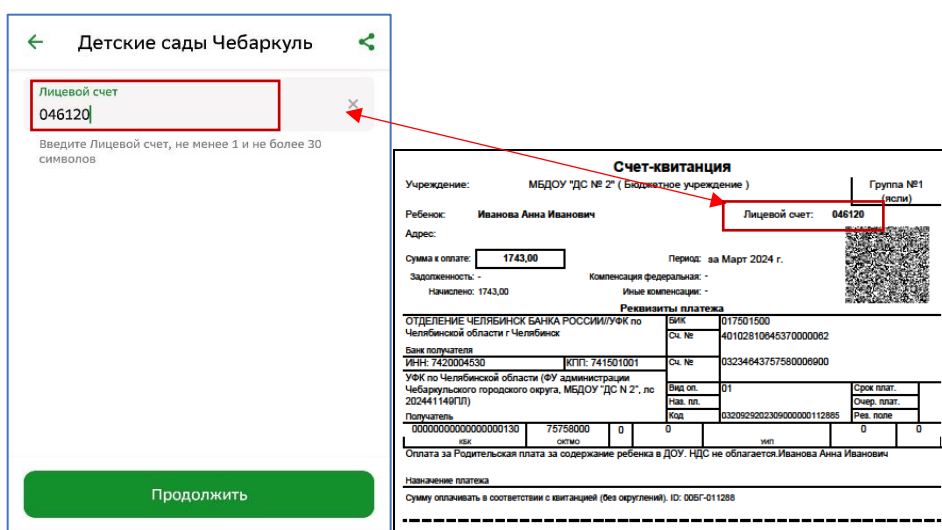 Детские сады Чебаркуль
Лицевой счет
046120
Введите Лицевой счет, не менее 1 и не более 30
символов
Продолжить
Счет-квитанция
Учреждение: МБДОУ "ДС № 2" ( Бюджетное учреждение ) Группа №1
(ясли)
Ребенок: Иванова Анна Иванович Лицевой счет: 046120
Адрес:
Сумма к оплате: 1743,00 Период: за Март 2024 г.
Задолженность: - Компенсация федеральная: -
Начислено: 1743,00 Иные компенсации: -
Реквизиты платежа
ОТДЕЛЕНИЕ ЧЕЛЯБИНСК БАНКА РОССИИ//УФК по БИК 017501500
Челябинской области г Челябинск Сч. № 40102810645370000062
Банк получателя
ИНН: 7420004530 КПП: 741501001 Сч. № 03234643757580006900
УФК по Челябинской области (ФУ администрации
Чебаркульского городского округа, МБДОУ "ДС N 2", лс Вид оп. 01 Срок плат.
202441149ПЛ) Наз. пл. Очер. плат.
Получатель Код 0320929202309000000112885 Рез. поле
00000000000000000130 75758000 0 0 0 0
КБК ОКТМО УИП
Оплата за Родительская плата за содержание ребенка в ДОУ. НДС не облагается.Иванова Анна Иванович
Назначение платежа
Сумму оплачивать в соответствии с квитанцией (без округлений). ID: 00БГ-011288